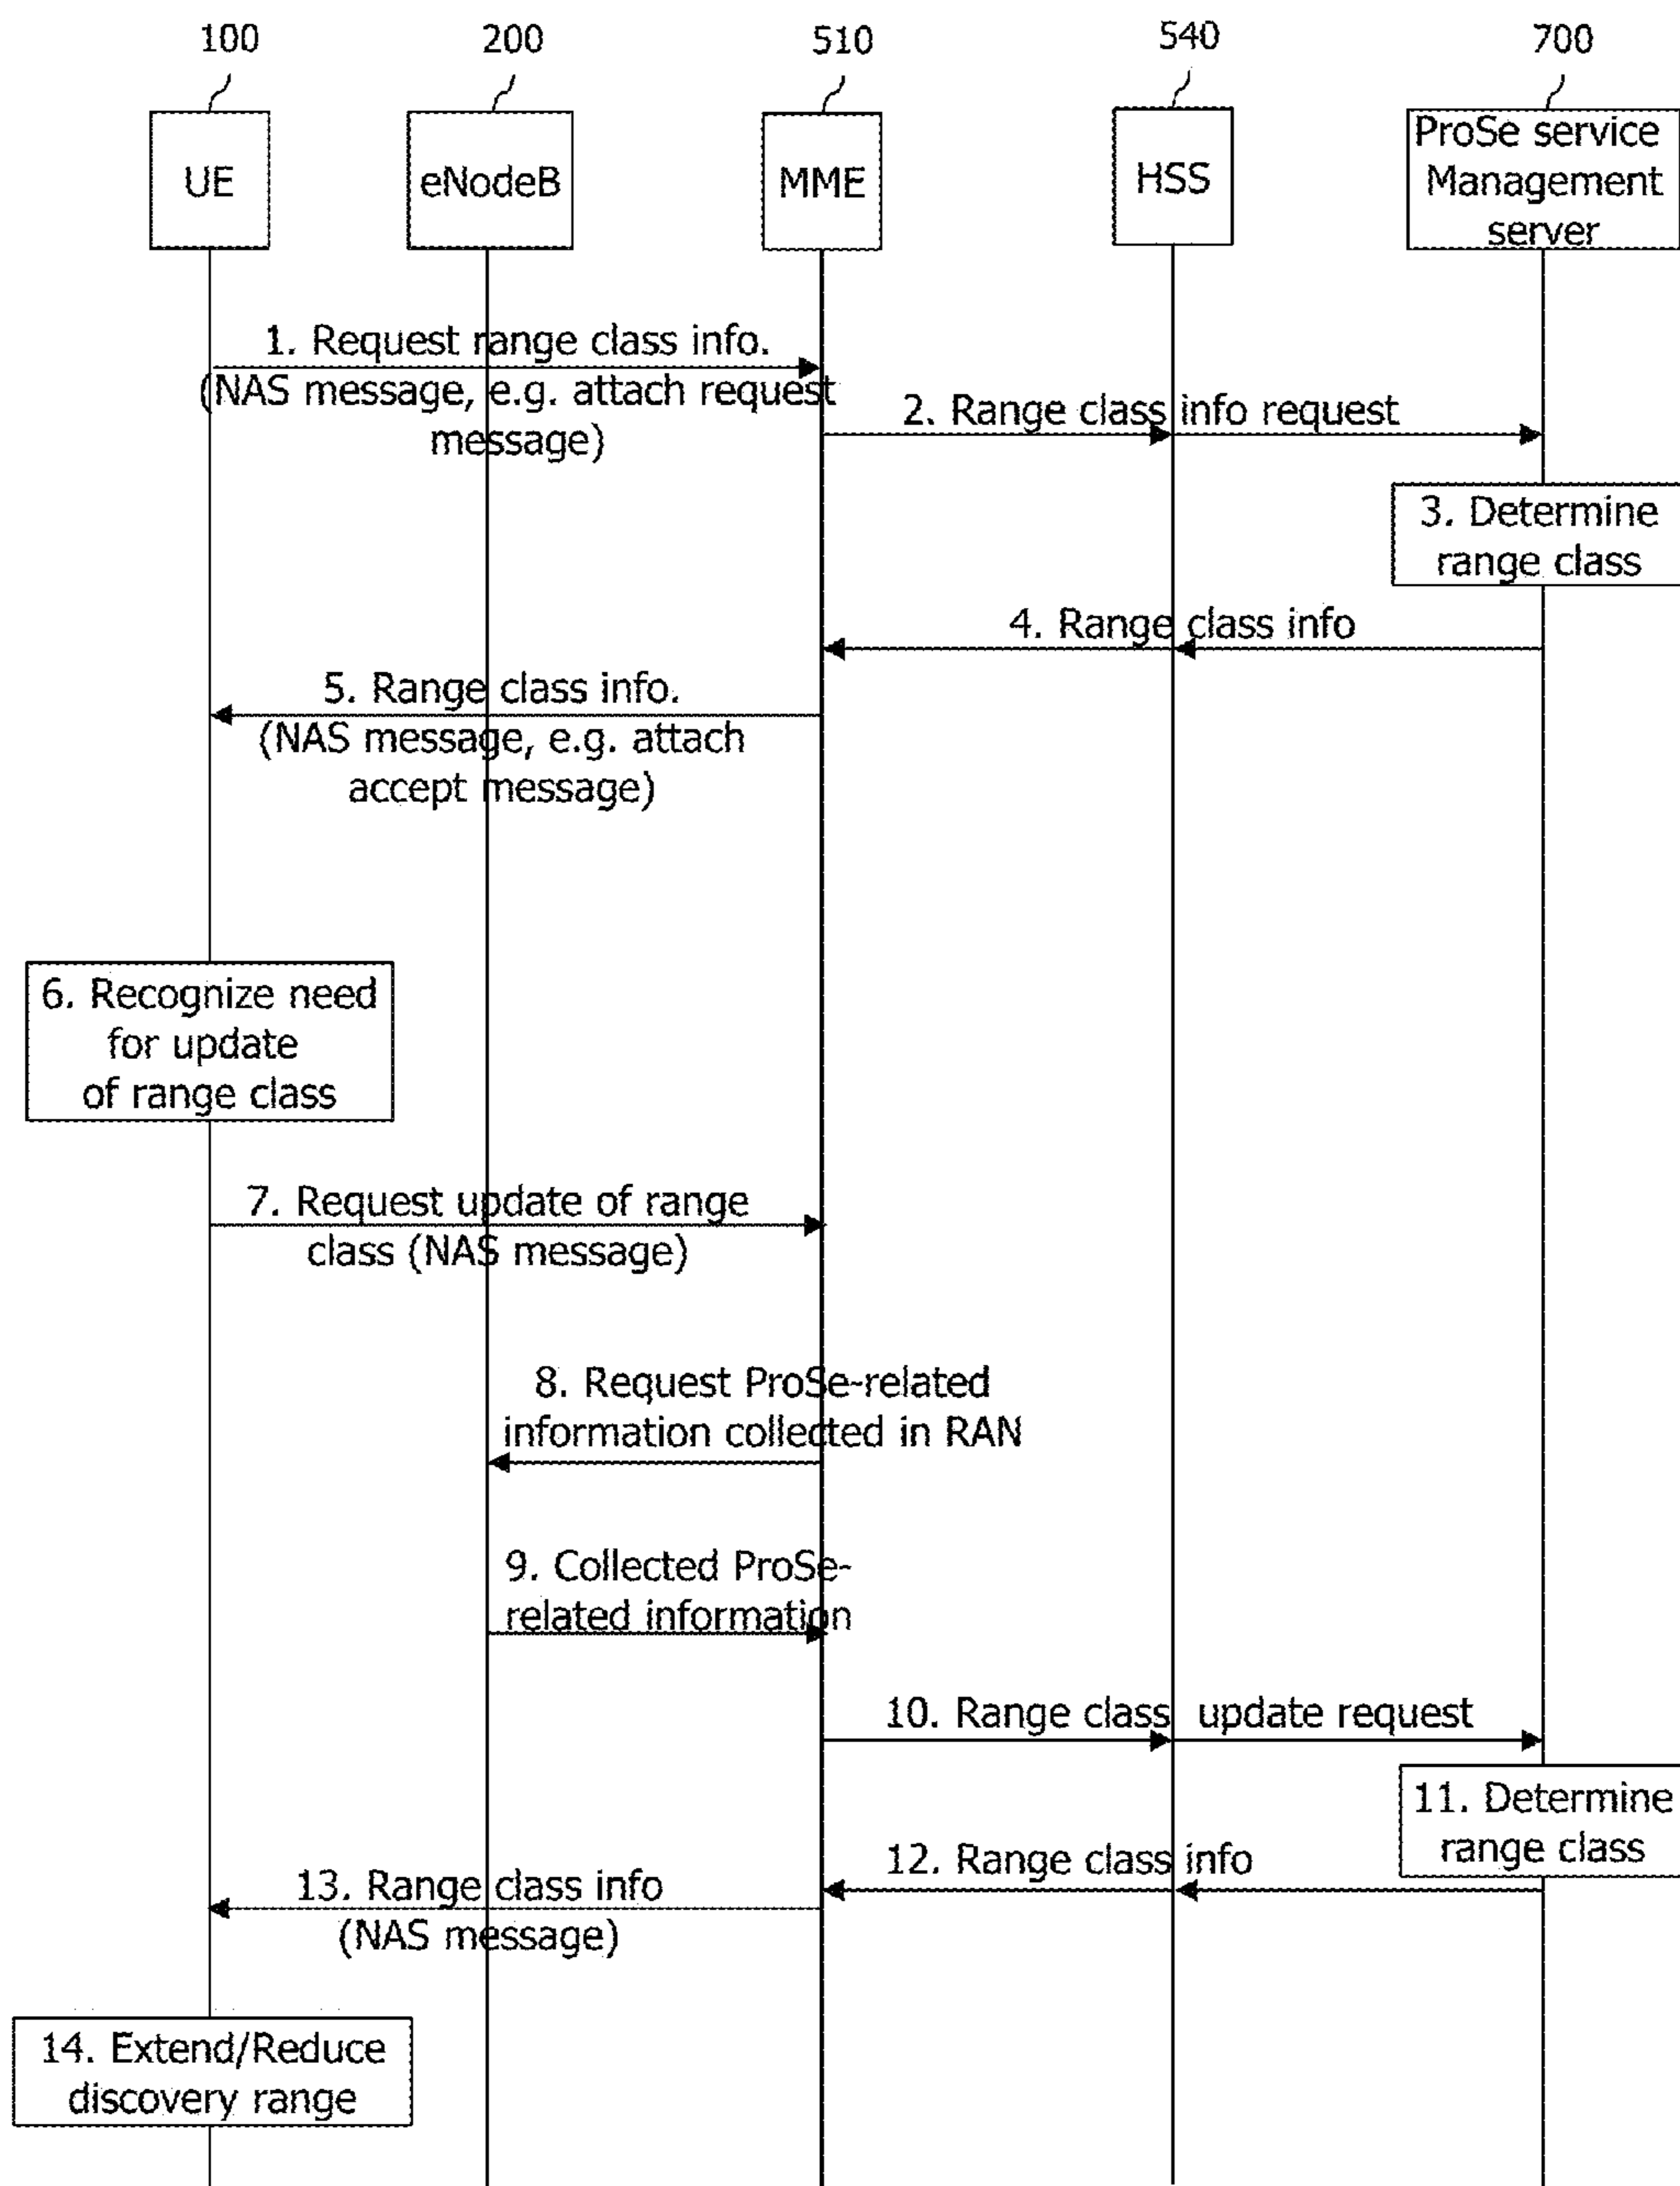 100
200
510
540
700
UE
eNodeB
MME
HSS
ProSe service
Management
server
1. Request range class info.
(NAS message, e.g. attach request
message)
2. Range class info request
3. Determine
range class
4. Range class info
5. Range class info.
(NAS message, e.g. attach
accept message)
6. Recognize need
for update
of range class
7. Request update of range
class (NAS message)
8. Request ProSe-related
information collected in RAN
9. Collected ProSe-
related information
10. Range class update request
11. Determine
range class
12. Range class info
13. Range class info
(NAS message)
14. Extend/Reduce
discovery range